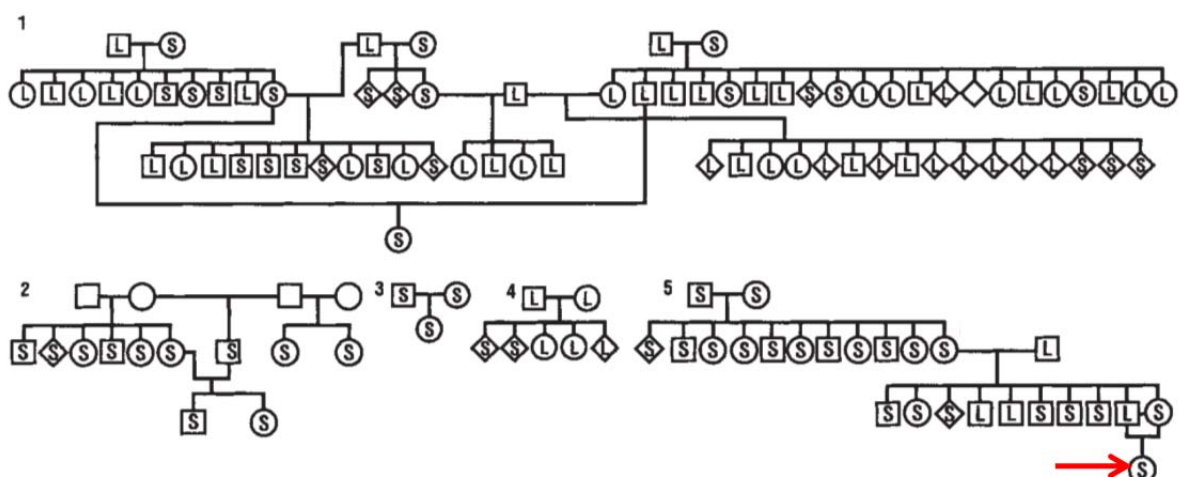 1
L S L S L S
L L L L L S S S L S S S S L L L L L S L L S S L L L L L L L S L L L
L L L S S S S L S L S L L L L L L L L L L L L L L L L L S S S
S
2 3 S S 4 L L 5 S S
S
S S S S S S S S S S S L L L S S S S S S S S S S S L
S S S S S L L S S S L S
S